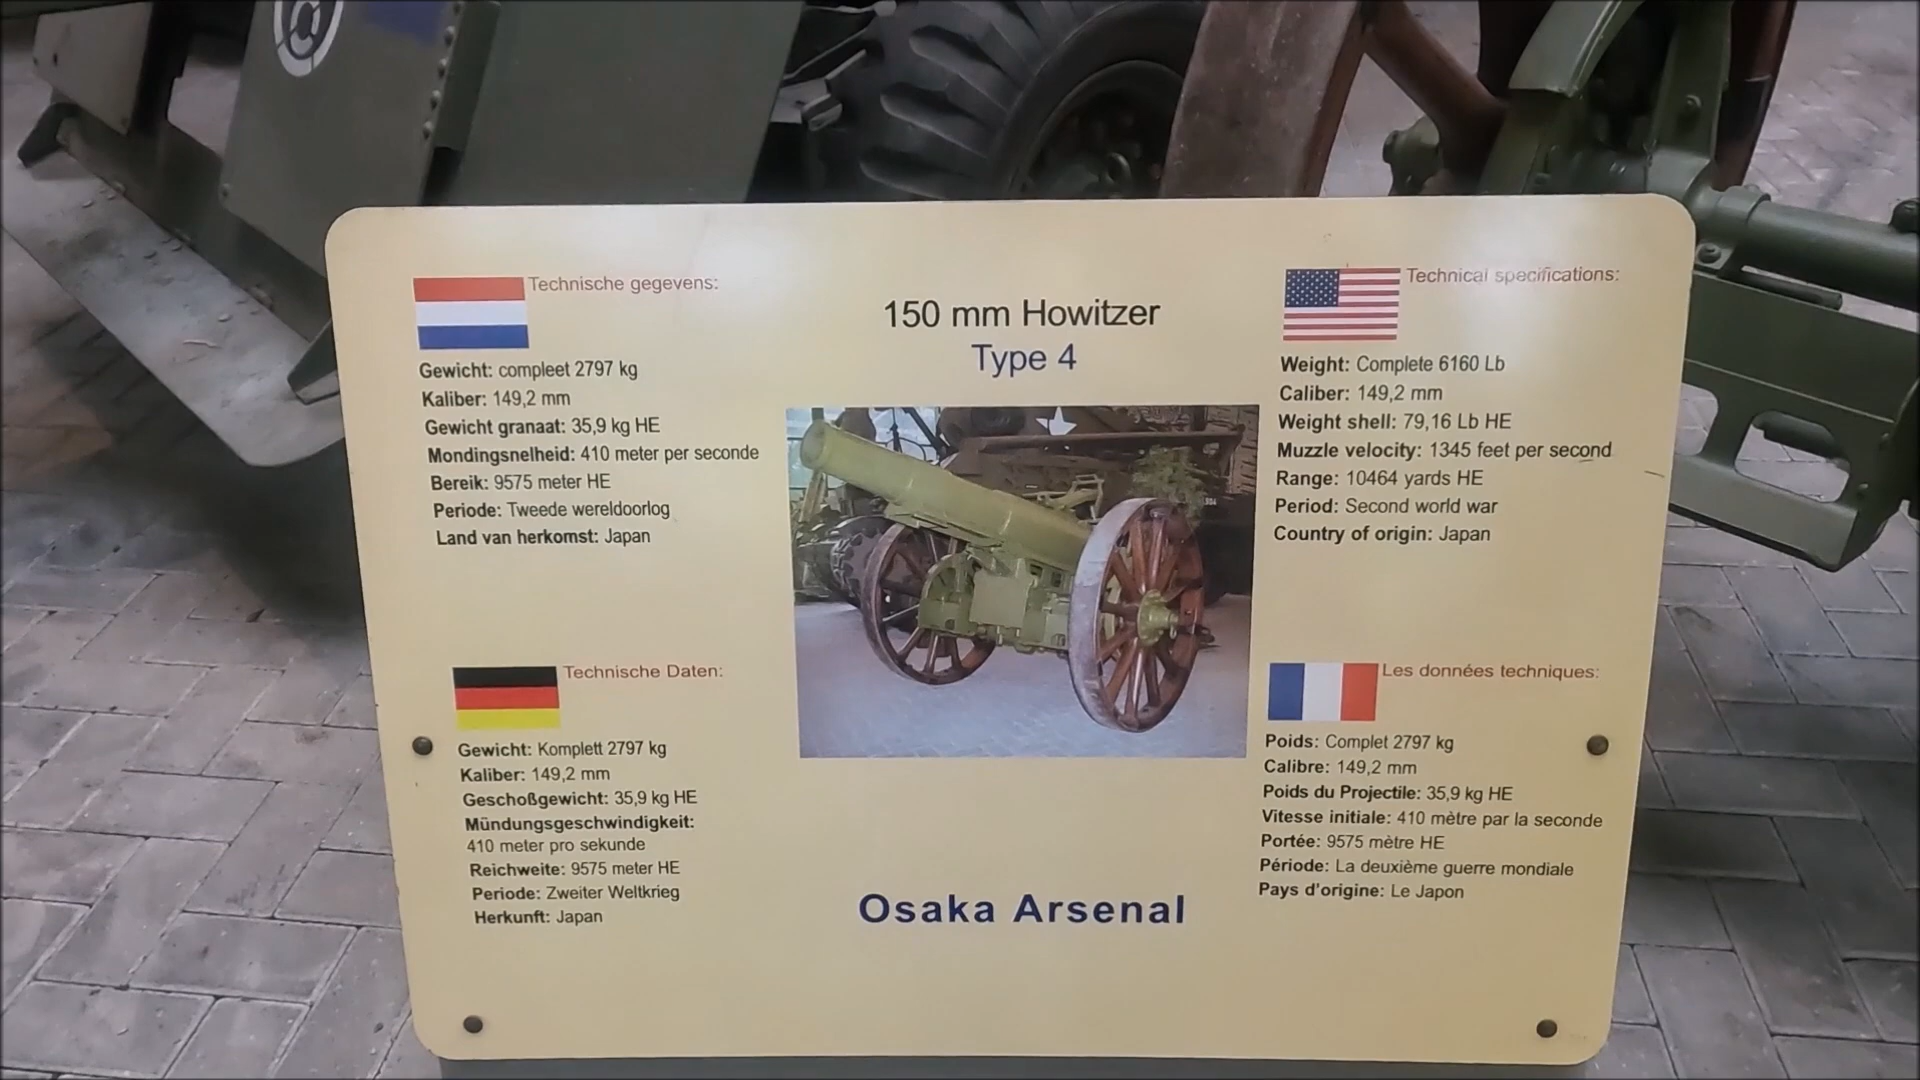 Technische gegevens:
Gewicht: compleet 2797 kg
Kaliber: 149,2 mm
Gewicht granaat: 35,9 kg HE
Mondingsnelheid: 410 meter per seconde
Bereik: 9575 meter HE
Periode: Tweede wereldoorlog
Land van herkomst: Japan
150 mm Howitzer
Type 4
Technical specifications:
Weight: Complete 6160 Lb
Caliber: 149,2 mm
Weight shell: 79,16 Lb HE
Muzzle velocity: 1345 feet per second
Range: 10464 yards HE
Period: Second world war
Country of origin: Japan
Technische Daten:
Gewicht: Komplett 2797 kg
Kaliber: 149,2 mm
Geschoßgewicht: 35,9 kg HE
Mündungsgeschwindigkeit:
410 meter pro sekunde
Reichweite: 9575 meter HE
Periode: Zweiter Weltkrieg
Herkunft: Japan
Les données techniques:
Poids: Complet 2797 kg
Calibre: 149,2 mm
Poids du Projectile: 35,9 kg HE
Vitesse initiale: 410 mètre par la seconde
Portée: 9575 mètre HE
Période: La deuxième guerre mondiale
Pays d'origine: Le Japon
Osaka Arsenal